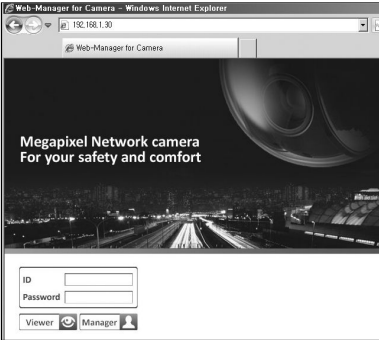 Web-Manager for Camera - Windows Internet Explorer
192.168.1.30
Web-Manager for Camera
Megapixel Network camera
For your safety and comfort
ID
Password
Viewer
Manager